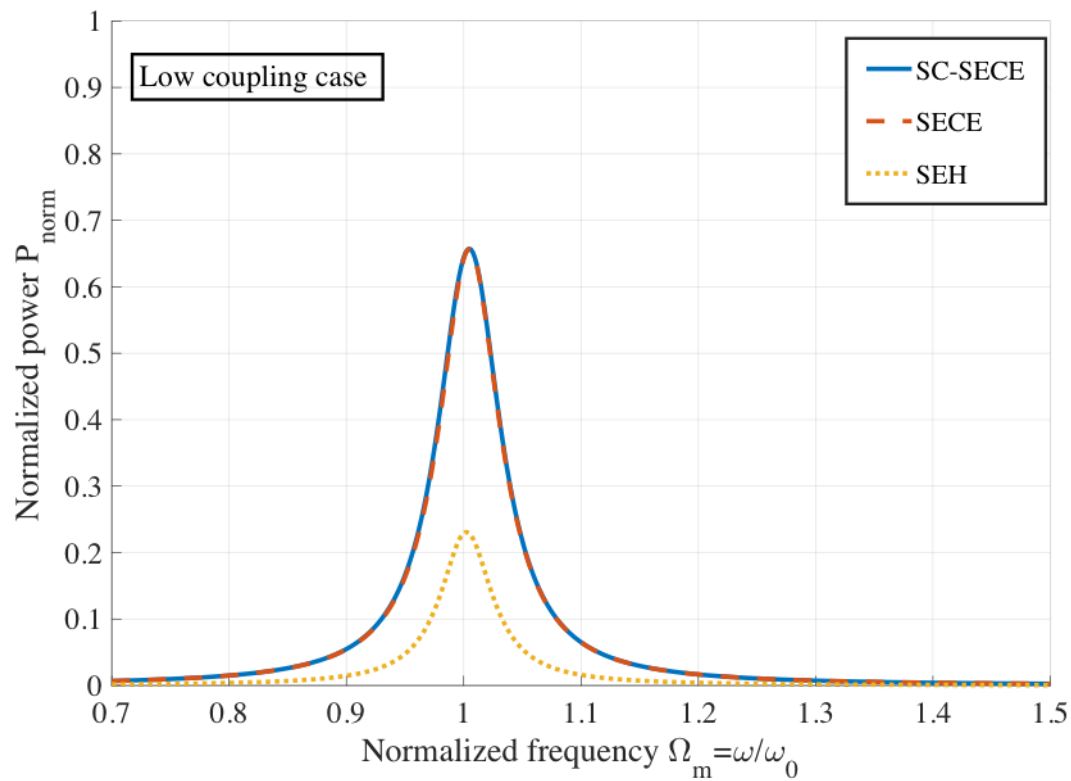 Low coupling case
SC-SECE
SECE
SEH
Normalized power P_norm
1
0.9
0.8
0.7
0.6
0.5
0.4
0.3
0.2
0.1
0
0.7 0.8 0.9 1 1.1 1.2 1.3 1.4 1.5
Normalized frequency Ω_m=ω/ω_0